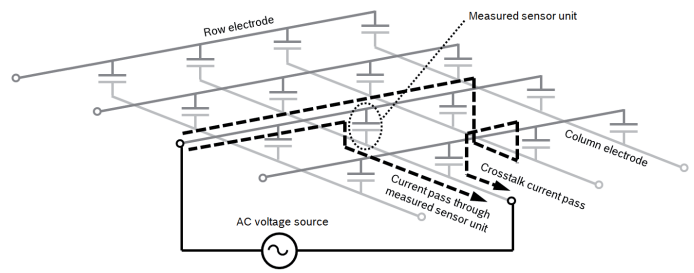 Measured sensor unit
Row electrode
Column electrode
Crosstalk current pass
Current pass through
measured sensor unit
AC voltage source